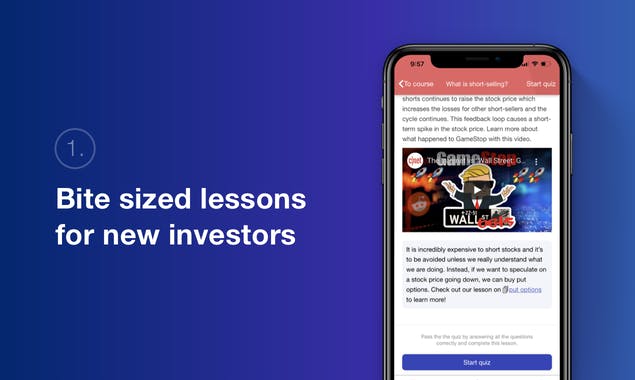 1.
Bite sized lessons
for new investors
9:57
To course
What is short-selling?
Start quiz
shorts continues to raise the stock price which
increases the losses for other short-sellers and the
cycle continues. This feedback loop causes a short-
term spike in the stock price. Learn more about
what happened to GameStop with this video.
cnet
GameStop
WALL ST
It is incredibly expensive to short stocks and it's
to be avoided unless we really understand what
we are doing. Instead, if we want to speculate on
a stock price going down, we can buy put
options. Check out our lesson on put options
to learn more!
Pass the the quiz by answering all the questions
correctly and complete this lesson.
Start quiz